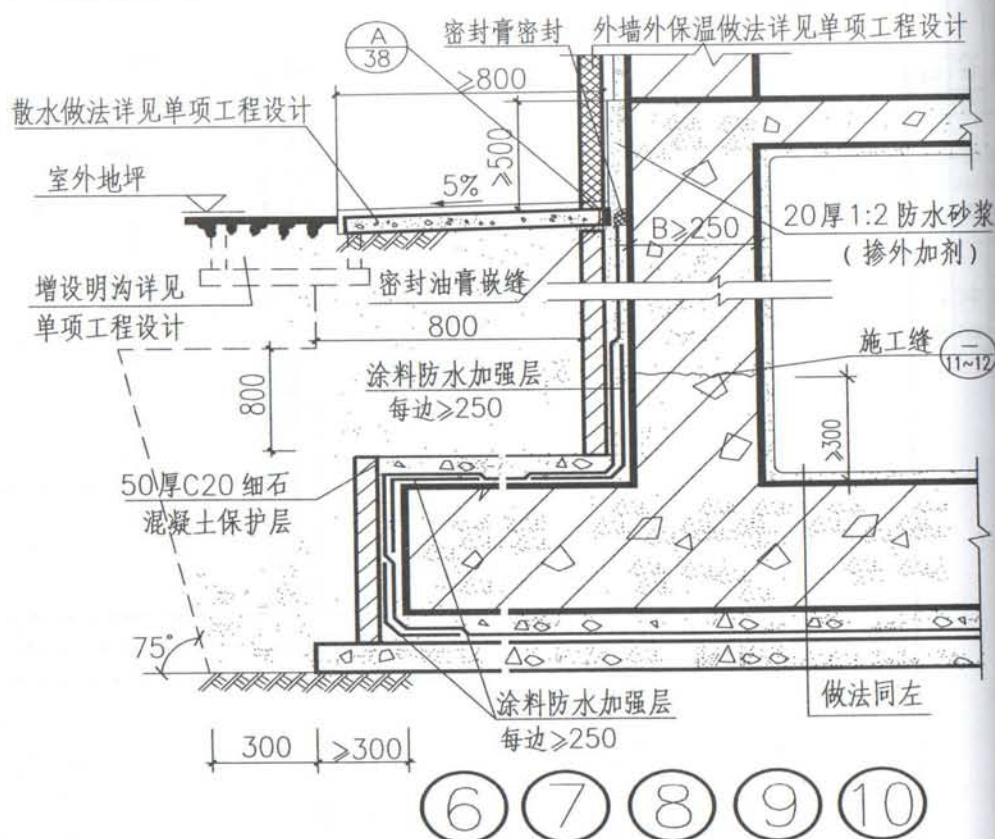 A
38
密封膏密封
外墙外保温做法详见单项工程设计
≥800
散水做法详见单项工程设计
≥500
室外地坪
5%
B≥250
20厚1:2防水砂浆
(掺外加剂)
增设明沟详见
单项工程设计
密封油膏嵌缝
800
施工缝
—
11~12
涂料防水加强层
每边≥250
800
≥300
50厚C20细石
混凝土保护层
75°
涂料防水加强层
每边≥250
做法同左
300
≥300
6 7 8 9 10